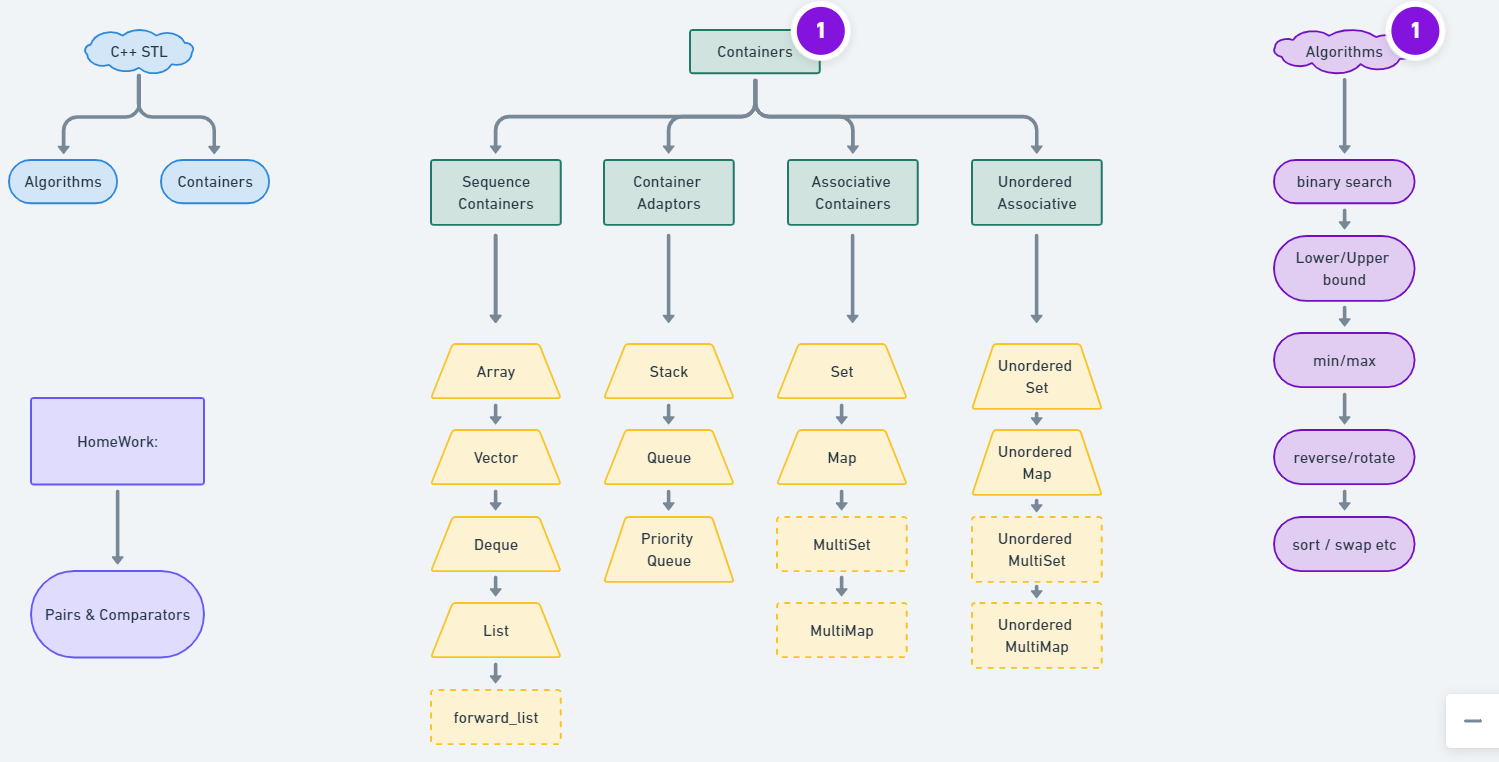 C++ STL
Algorithms
Containers
HomeWork:
Pairs & Comparators
Containers
1
Sequence
Containers
Array
Vector
Deque
List
forward_list
Container
Adaptors
Stack
Queue
Priority
Queue
Associative
Containers
Set
Map
MultiSet
MultiMap
Unordered
Associative
Unordered
Set
Unordered
Map
Unordered
MultiSet
Unordered
MultiMap
Algorithms
1
binary search
Lower/Upper
bound
min/max
reverse/rotate
sort / swap etc